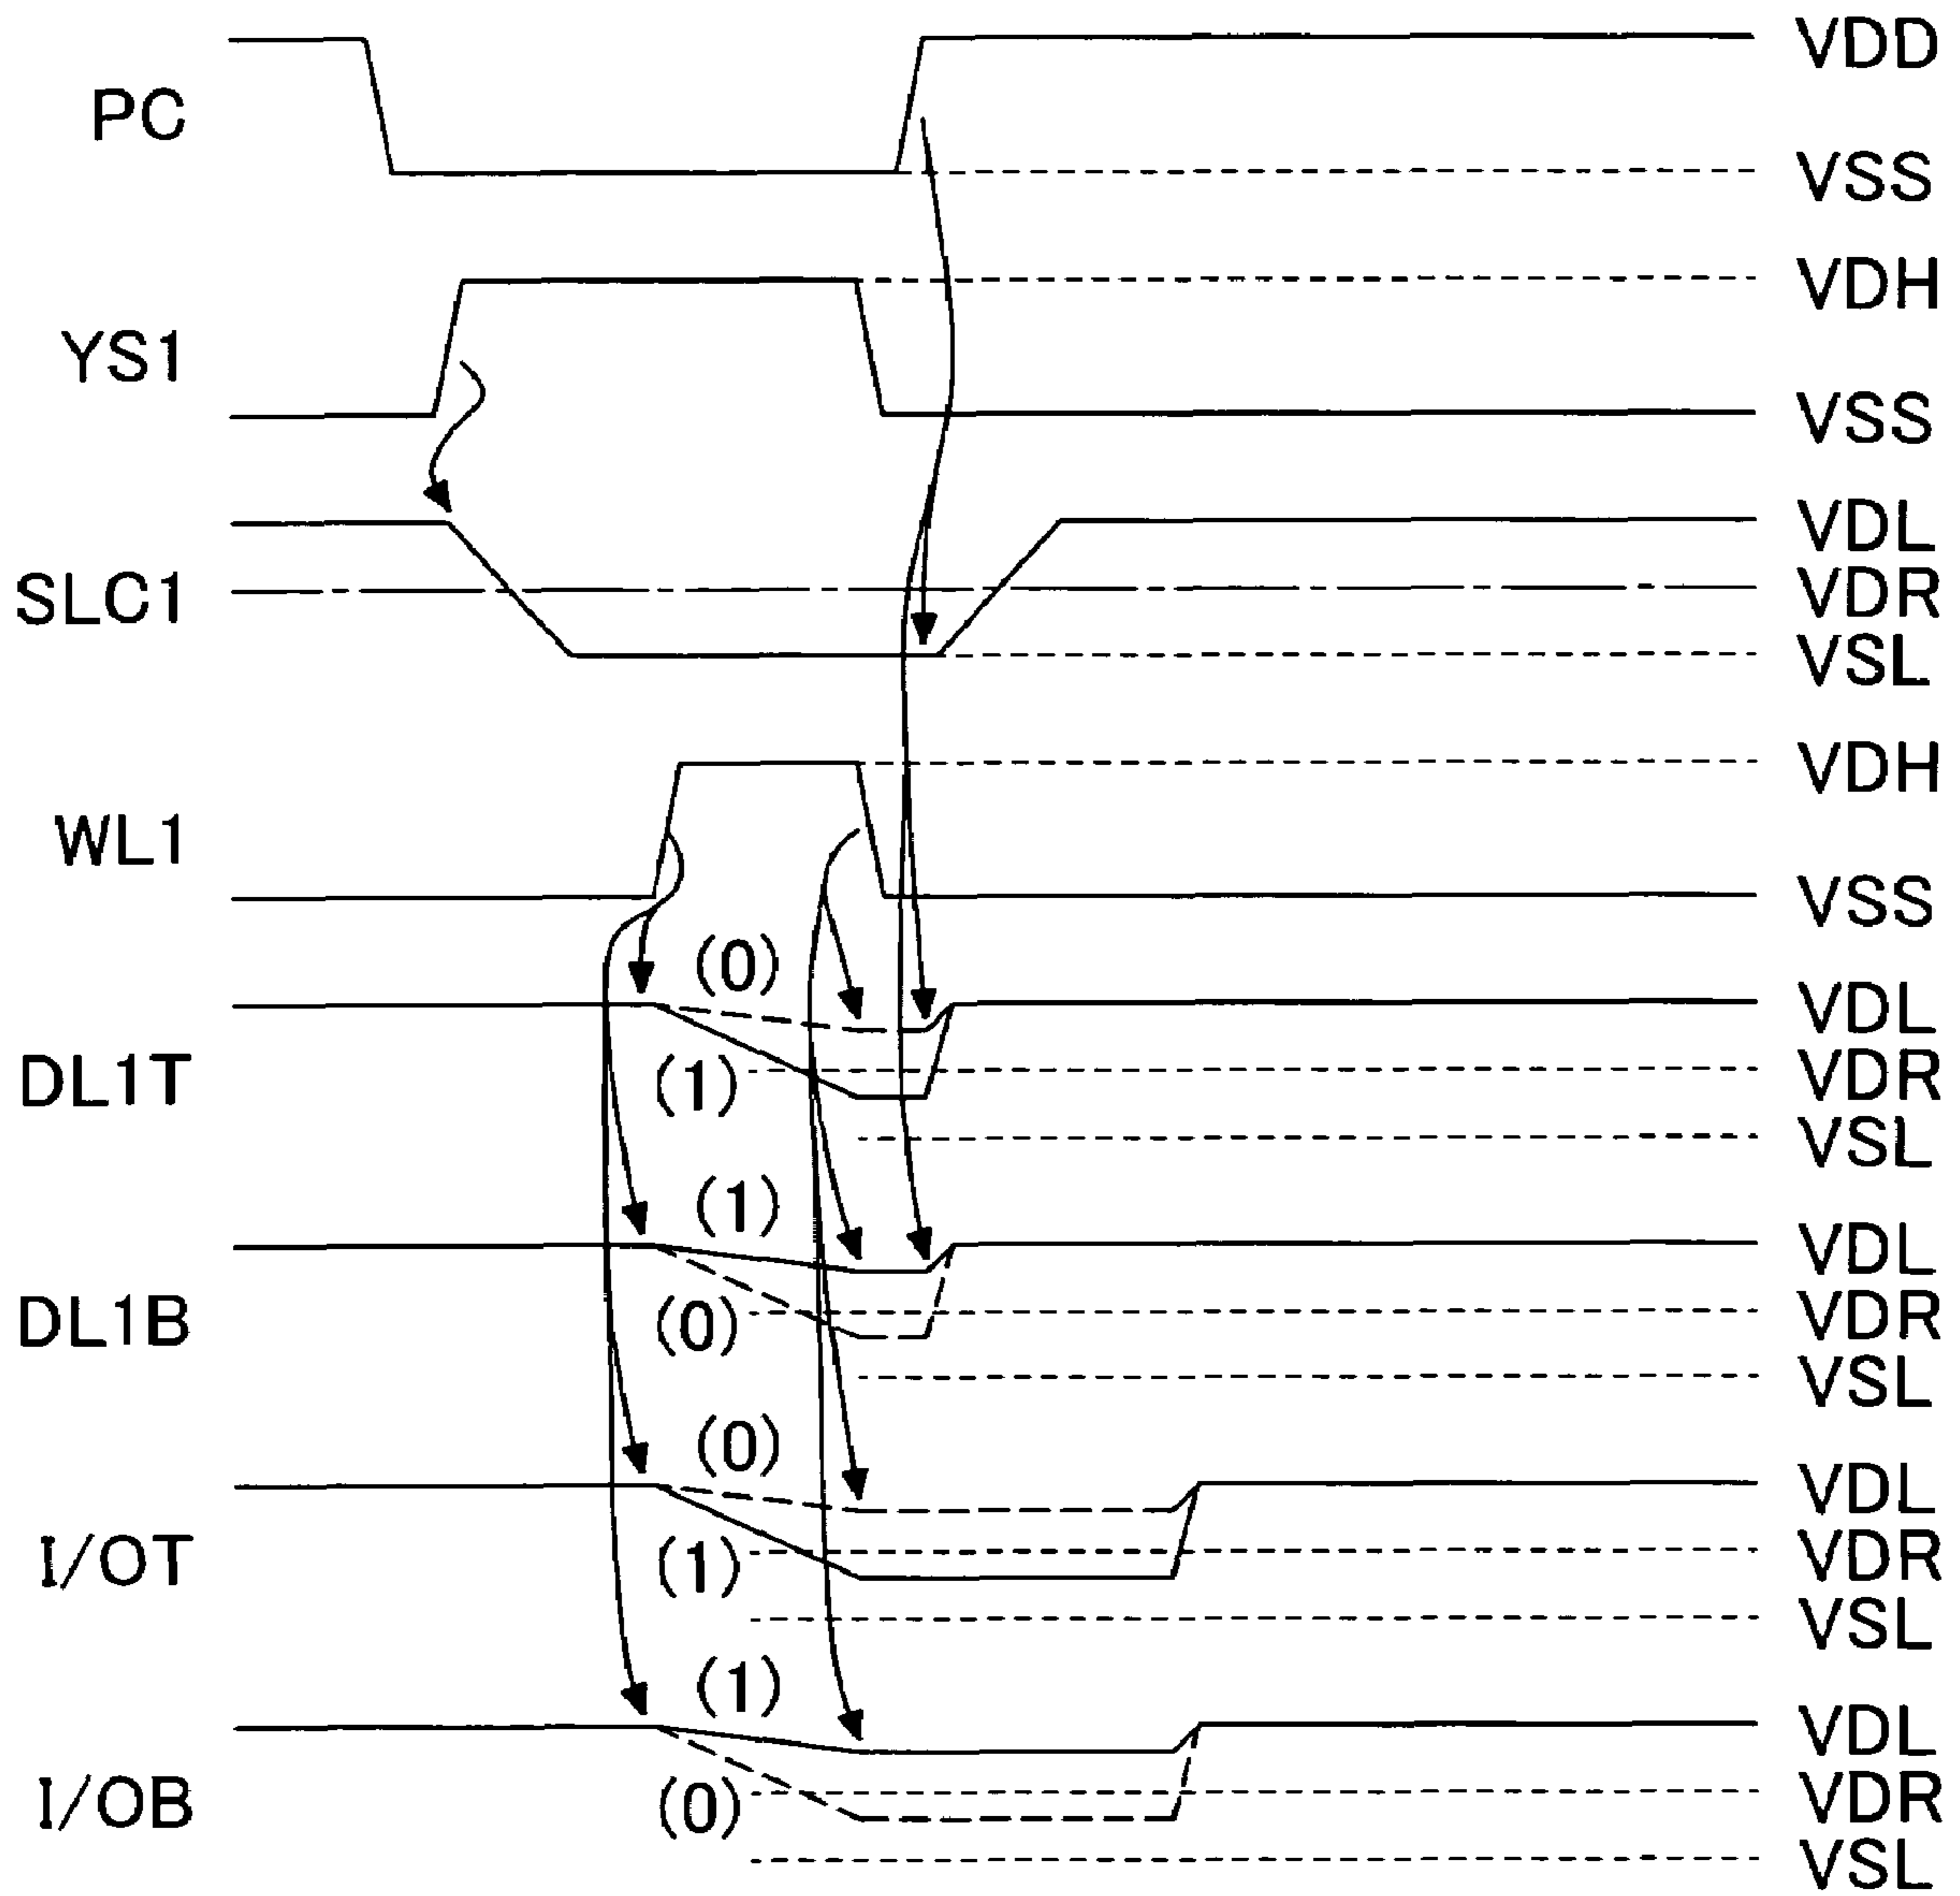 VDD
PC
VSS
VDH
YS1
VSS
VDL
SLC1
VDR
VSL
VDH
WL1
VSS
(0)
VDL
DL1T
(1)
VDR
VSL
(1)
VDL
DL1B
(0)
VDR
VSL
(0)
VDL
I/OT
(1)
VDR
VSL
(1)
VDL
I/OB
(0)
VDR
VSL